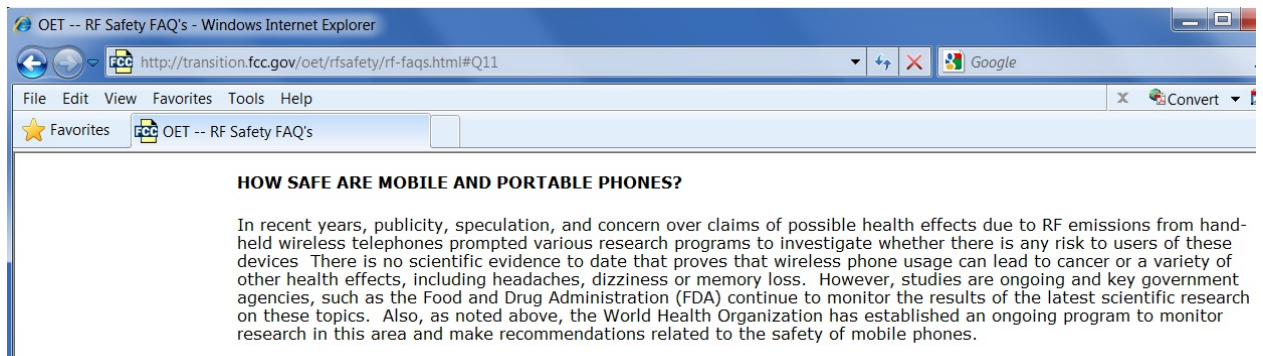 OET -- RF Safety FAQ's - Windows Internet Explorer
FCC http://transition.fcc.gov/oet/rfsafety/rf-faqs.html#Q11 Google
File Edit View Favorites Tools Help x Convert
Favorites FCC OET -- RF Safety FAQ's
HOW SAFE ARE MOBILE AND PORTABLE PHONES?
In recent years, publicity, speculation, and concern over claims of possible health effects due to RF emissions from hand-
held wireless telephones prompted various research programs to investigate whether there is any risk to users of these
devices  There is no scientific evidence to date that proves that wireless phone usage can lead to cancer or a variety of
other health effects, including headaches, dizziness or memory loss.  However, studies are ongoing and key government
agencies, such as the Food and Drug Administration (FDA) continue to monitor the results of the latest scientific research
on these topics.  Also, as noted above, the World Health Organization has established an ongoing program to monitor
research in this area and make recommendations related to the safety of mobile phones.